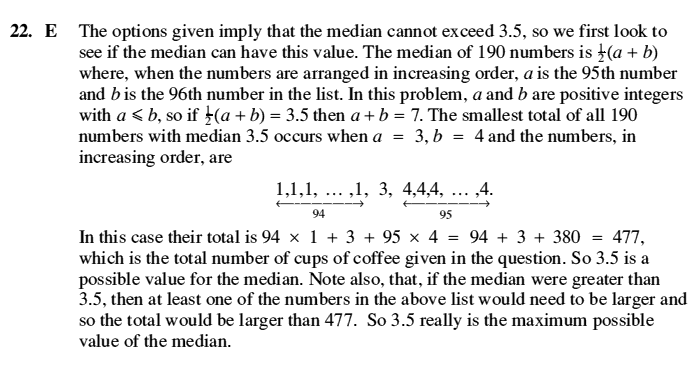 22. E The options given imply that the median cannot exceed 3.5, so we first look to
see if the median can have this value. The median of 190 numbers is ½(a + b)
where, when the numbers are arranged in increasing order, a is the 95th number
and b is the 96th number in the list. In this problem, a and b are positive integers
with a ⩽ b, so if ½(a + b) = 3.5 then a + b = 7. The smallest total of all 190
numbers with median 3.5 occurs when a = 3, b = 4 and the numbers, in
increasing order, are
1,1,1, … ,1, 3, 4,4,4, … ,4.
94 95
In this case their total is 94 × 1 + 3 + 95 × 4 = 94 + 3 + 380 = 477,
which is the total number of cups of coffee given in the question. So 3.5 is a
possible value for the median. Note also, that, if the median were greater than
3.5, then at least one of the numbers in the above list would need to be larger and
so the total would be larger than 477. So 3.5 really is the maximum possible
value of the median.